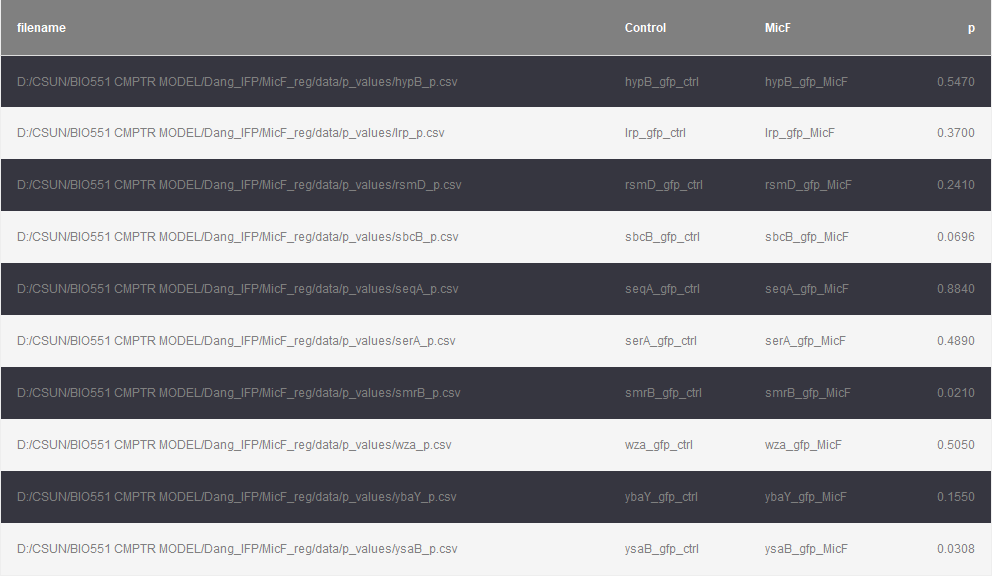 filename Control MicF p
D:/CSUN/BIO551 CMPTR MODEL/Dang_IFP/MicF_reg/data/p_values/hypB_p.csv hypB_gfp_ctrl hypB_gfp_MicF 0.5470
D:/CSUN/BIO551 CMPTR MODEL/Dang_IFP/MicF_reg/data/p_values/lrp_p.csv lrp_gfp_ctrl lrp_gfp_MicF 0.3700
D:/CSUN/BIO551 CMPTR MODEL/Dang_IFP/MicF_reg/data/p_values/rsmD_p.csv rsmD_gfp_ctrl rsmD_gfp_MicF 0.2410
D:/CSUN/BIO551 CMPTR MODEL/Dang_IFP/MicF_reg/data/p_values/sbcB_p.csv sbcB_gfp_ctrl sbcB_gfp_MicF 0.0696
D:/CSUN/BIO551 CMPTR MODEL/Dang_IFP/MicF_reg/data/p_values/seqA_p.csv seqA_gfp_ctrl seqA_gfp_MicF 0.8840
D:/CSUN/BIO551 CMPTR MODEL/Dang_IFP/MicF_reg/data/p_values/serA_p.csv serA_gfp_ctrl serA_gfp_MicF 0.4890
D:/CSUN/BIO551 CMPTR MODEL/Dang_IFP/MicF_reg/data/p_values/smrB_p.csv smrB_gfp_ctrl smrB_gfp_MicF 0.0210
D:/CSUN/BIO551 CMPTR MODEL/Dang_IFP/MicF_reg/data/p_values/wza_p.csv wza_gfp_ctrl wza_gfp_MicF 0.5050
D:/CSUN/BIO551 CMPTR MODEL/Dang_IFP/MicF_reg/data/p_values/ybaY_p.csv ybaY_gfp_ctrl ybaY_gfp_MicF 0.1550
D:/CSUN/BIO551 CMPTR MODEL/Dang_IFP/MicF_reg/data/p_values/ysaB_p.csv ysaB_gfp_ctrl ysaB_gfp_MicF 0.0308